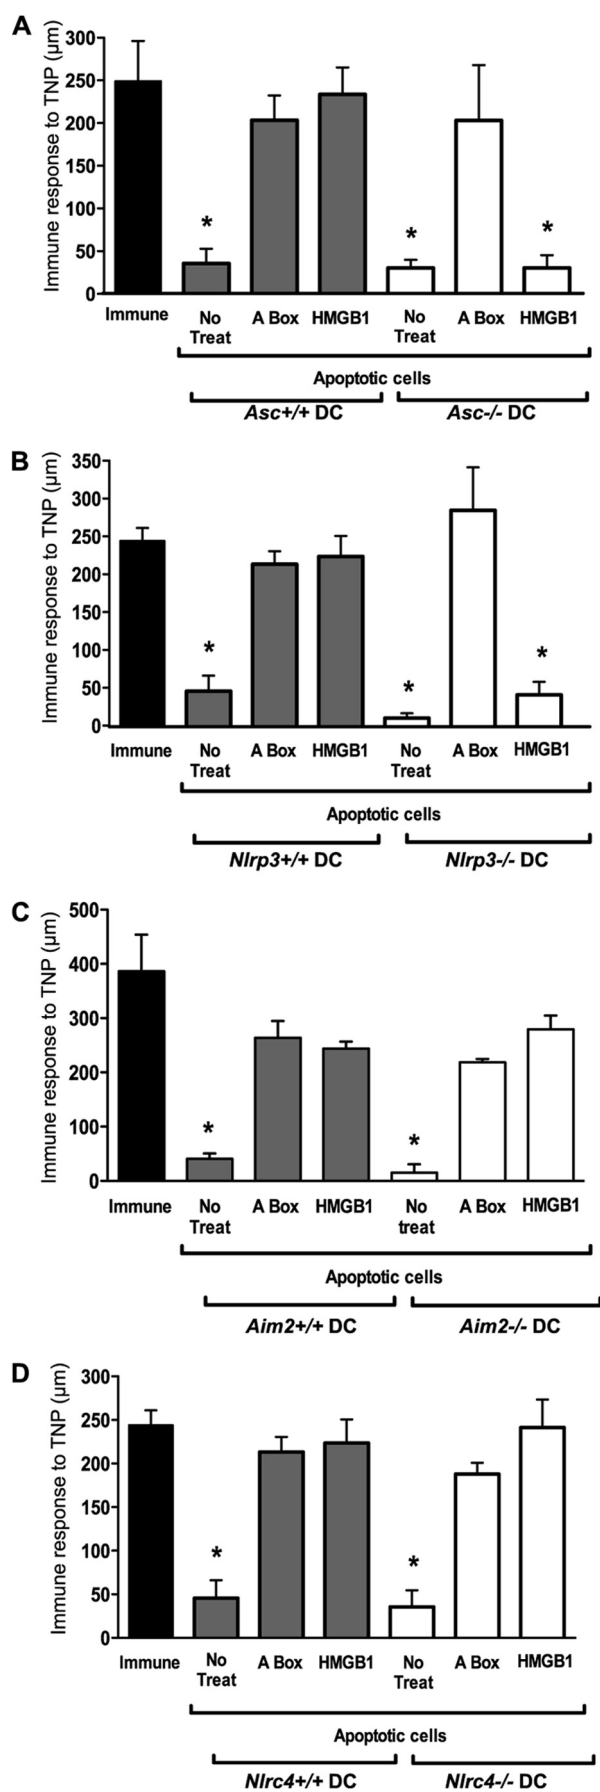 A
Immune response to TNP (μm)
300
250
200
150
100
50
0
*
*
*
Immune
No Treat
A Box
HMGB1
No Treat
A Box
HMGB1
Apoptotic cells
Asc+/+ DC
Asc-/- DC
B
Immune response to TNP (μm)
350
300
250
200
150
100
50
0
*
*
*
Immune
No Treat
A Box
HMGB1
No Treat
A Box
HMGB1
Apoptotic cells
Nlrp3+/+ DC
Nlrp3-/- DC
C
Immune response to TNP (μm)
500
400
300
200
100
0
*
*
Immune
No Treat
A Box
HMGB1
No treat
A Box
HMGB1
Apoptotic cells
Aim2+/+ DC
Aim2-/- DC
D
Immune response to TNP (μm)
300
250
200
150
100
50
0
*
*
Immune
No Treat
A Box
HMGB1
No Treat
A Box
HMGB1
Apoptotic cells
Nlrc4+/+ DC
Nlrc4-/- DC